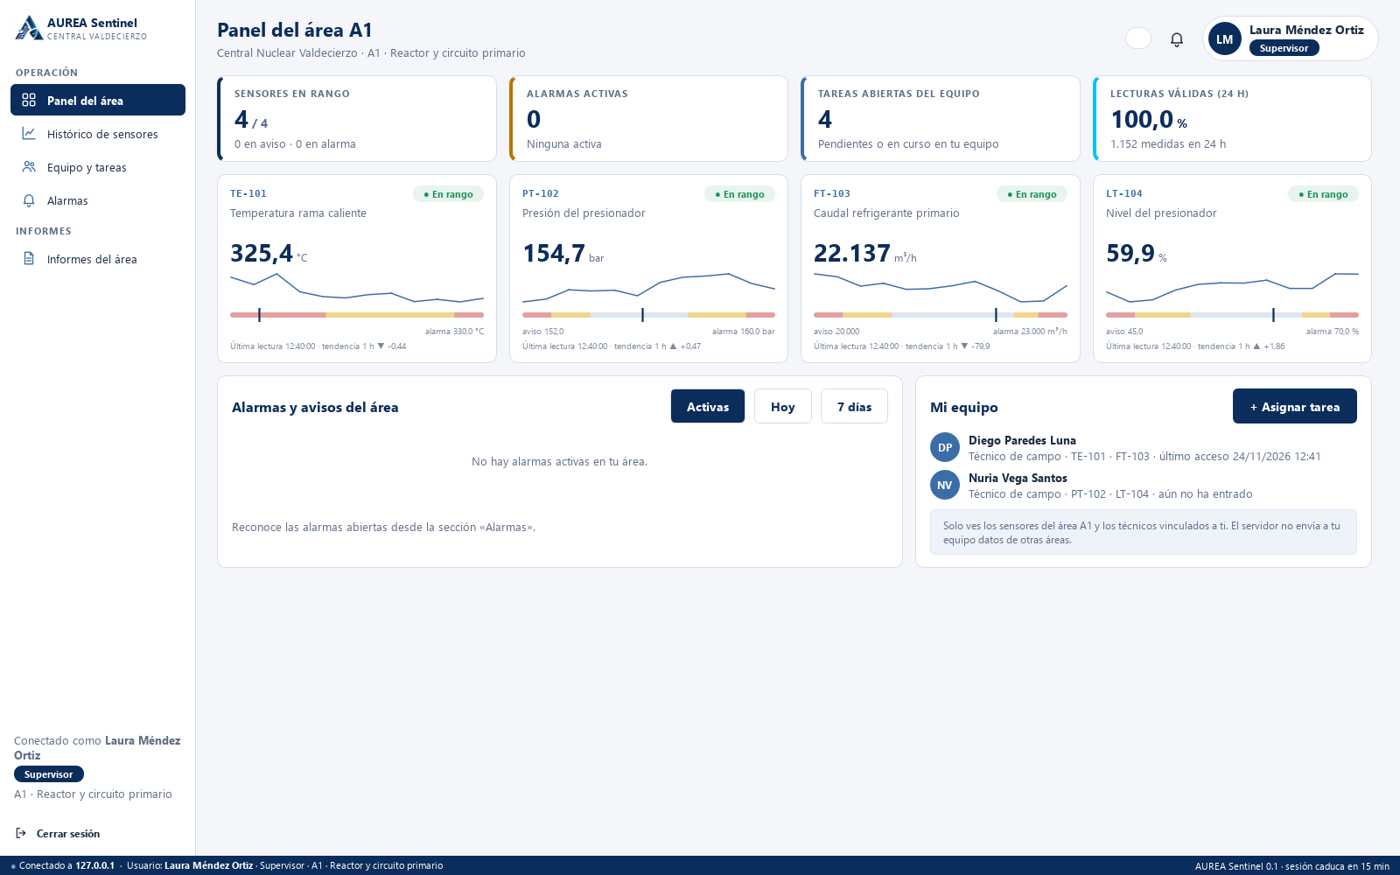 AUREA Sentinel
CENTRAL VALDECIERZO
OPERACIÓN
Panel del área
Histórico de sensores
Equipo y tareas
Alarmas
INFORMES
Informes del área
Conectado como Laura Méndez
Ortiz
Supervisor
A1 · Reactor y circuito primario
Cerrar sesión
Panel del área A1
Central Nuclear Valdecierzo · A1 · Reactor y circuito primario
LM
Laura Méndez Ortiz
Supervisor
SENSORES EN RANGO
4 / 4
0 en aviso · 0 en alarma
ALARMAS ACTIVAS
0
Ninguna activa
TAREAS ABIERTAS DEL EQUIPO
4
Pendientes o en curso en tu equipo
LECTURAS VÁLIDAS (24 H)
100,0 %
1.152 medidas en 24 h
TE-101
● En rango
Temperatura rama caliente
325,4 °C
alarma 330,0 °C
Última lectura 12:40:00 · tendencia 1 h ▼ -0,44
PT-102
● En rango
Presión del presionador
154,7 bar
aviso 152,0
alarma 160,0 bar
Última lectura 12:40:00 · tendencia 1 h ▲ +0,47
FT-103
● En rango
Caudal refrigerante primario
22.137 m³/h
aviso 20.000
alarma 23.000 m³/h
Última lectura 12:40:00 · tendencia 1 h ▼ -79,9
LT-104
● En rango
Nivel del presionador
59,9 %
aviso 45,0
alarma 70,0 %
Última lectura 12:40:00 · tendencia 1 h ▲ +1,86
Alarmas y avisos del área
Activas
Hoy
7 días
No hay alarmas activas en tu área.
Reconoce las alarmas abiertas desde la sección «Alarmas».
Mi equipo
+ Asignar tarea
DP
Diego Paredes Luna
Técnico de campo · TE-101 · FT-103 · último acceso 24/11/2026 12:41
NV
Nuria Vega Santos
Técnico de campo · PT-102 · LT-104 · aún no ha entrado
Solo ves los sensores del área A1 y los técnicos vinculados a ti. El servidor no envía a tu
equipo datos de otras áreas.
● Conectado a 127.0.0.1 · Usuario: Laura Méndez Ortiz · Supervisor · A1 · Reactor y circuito primario
AUREA Sentinel 0.1 · sesión caduca en 15 min